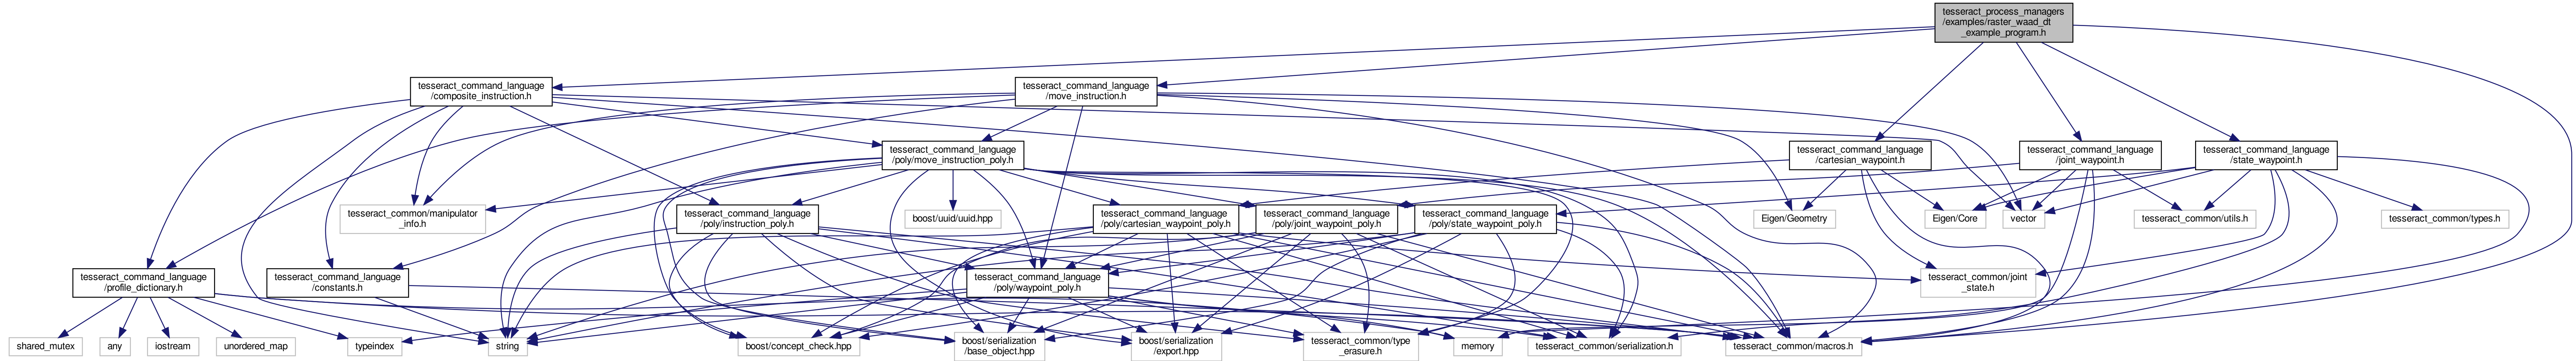 tesseract_process_managers
/examples/raster_waad_dt
_example_program.h
tesseract_command_language
/composite_instruction.h
tesseract_command_language
/move_instruction.h
tesseract_command_language
/poly/move_instruction_poly.h
tesseract_command_language
/cartesian_waypoint.h
tesseract_command_language
/joint_waypoint.h
tesseract_command_language
/state_waypoint.h
tesseract_common/manipulator
_info.h
tesseract_command_language
/poly/instruction_poly.h
boost/uuid/uuid.hpp
tesseract_command_language
/poly/cartesian_waypoint_poly.h
tesseract_command_language
/poly/joint_waypoint_poly.h
tesseract_command_language
/poly/state_waypoint_poly.h
Eigen/Geometry
Eigen/Core
vector
tesseract_common/utils.h
tesseract_common/types.h
tesseract_command_language
/profile_dictionary.h
tesseract_command_language
/constants.h
tesseract_command_language
/poly/waypoint_poly.h
tesseract_common/joint
_state.h
shared_mutex
any
iostream
unordered_map
typeindex
string
boost/concept_check.hpp
boost/serialization
/base_object.hpp
boost/serialization
/export.hpp
tesseract_common/type
_erasure.h
memory
tesseract_common/serialization.h
tesseract_common/macros.h